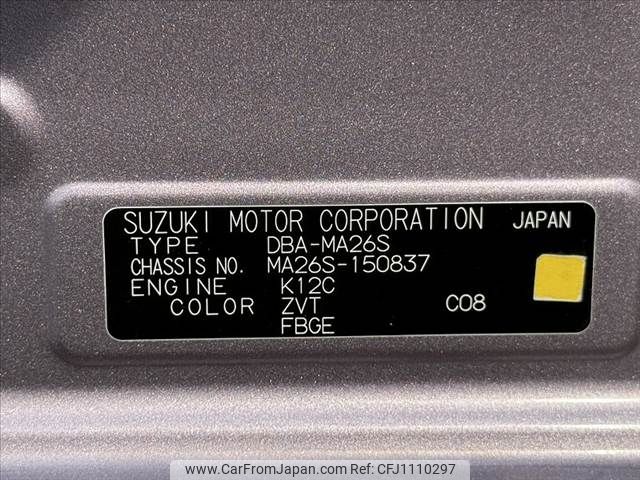 SUZUKI MOTOR CORPORATION JAPAN
TYPE DBA-MA26S
CHASSIS NO. MA26S-150837
ENGINE K12C
COLOR ZVT C08
FBGE
www.CarFromJapan.com CFJ1110297